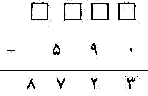 □ □ □ □
- ۵ ۹ ۰
۸ ۷ ۲ ۳